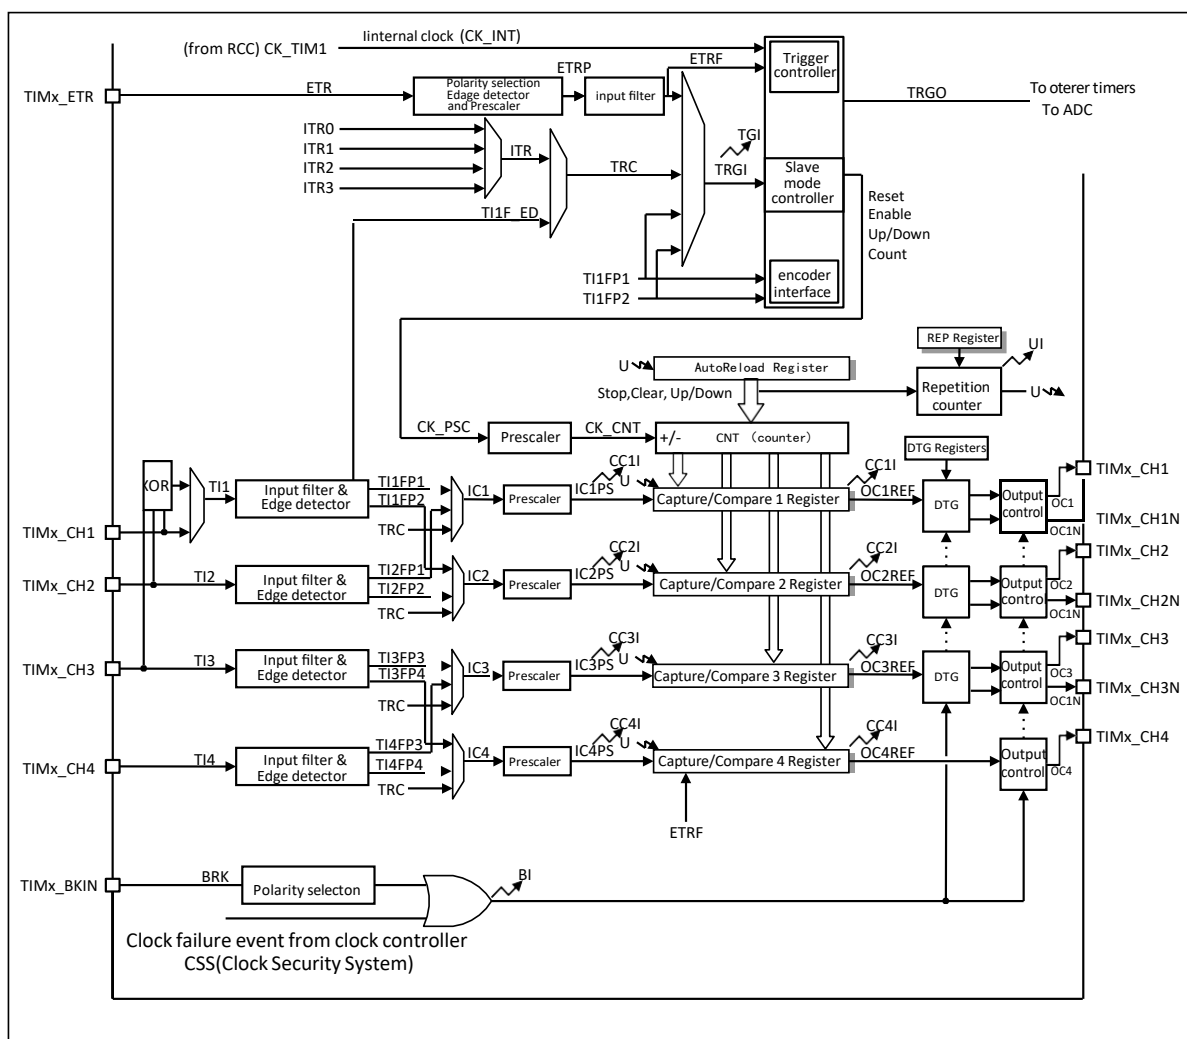 Iinternal clock (CK_INT)
(from RCC) CK_TIM1
Trigger
controller
ETRF
ETRP
TIMx_ETR
ETR
Polarity selection
Edage detector
and Prescaler
input filter
TRGO
To oterer timers
To ADC
ITR0
ITR1
ITR2
ITR3
ITR
TRC
TGI
TRGI
Slave
mode
controller
Reset
Enable
Up/Down
Count
TI1F_ED
TI1FP1
TI1FP2
encoder
interface
REP Register
UI
U
AutoReload Register
Repetition
counter
U
Stop,Clear, Up/Down
CK_PSC
Prescaler
CK_CNT
+/-
CNT （counter）
DTG Registers
XOR
TI1
Input filter &
Edge detector
TI1FP1
TI1FP2
TRC
IC1
Prescaler
IC1PS
CC1I
U
Capture/Compare 1 Register
CC1I
OC1REF
DTG
Output
control
OC1
OC1N
TIMx_CH1
TIMx_CH1N
TIMx_CH1
TIMx_CH2
TI2
Input filter &
Edge detector
TI2FP1
TI2FP2
TRC
IC2
Prescaler
IC2PS
CC2I
U
Capture/Compare 2 Register
CC2I
OC2REF
DTG
Output
control
OC2
OC1N
TIMx_CH2
TIMx_CH2N
TIMx_CH3
TI3
Input filter &
Edge detector
TI3FP3
TI3FP4
TRC
IC3
Prescaler
IC3PS
CC3I
U
Capture/Compare 3 Register
CC3I
OC3REF
DTG
Output
control
OC3
OC1N
TIMx_CH3
TIMx_CH3N
TIMx_CH4
TI4
Input filter &
Edge detector
TI4FP3
TI4FP4
TRC
IC4
Prescaler
IC4PS
CC4I
U
Capture/Compare 4 Register
CC4I
OC4REF
Output
control
OC4
TIMx_CH4
ETRF
TIMx_BKIN
BRK
Polarity selecton
BI
Clock failure event from clock controller
CSS(Clock Security System)